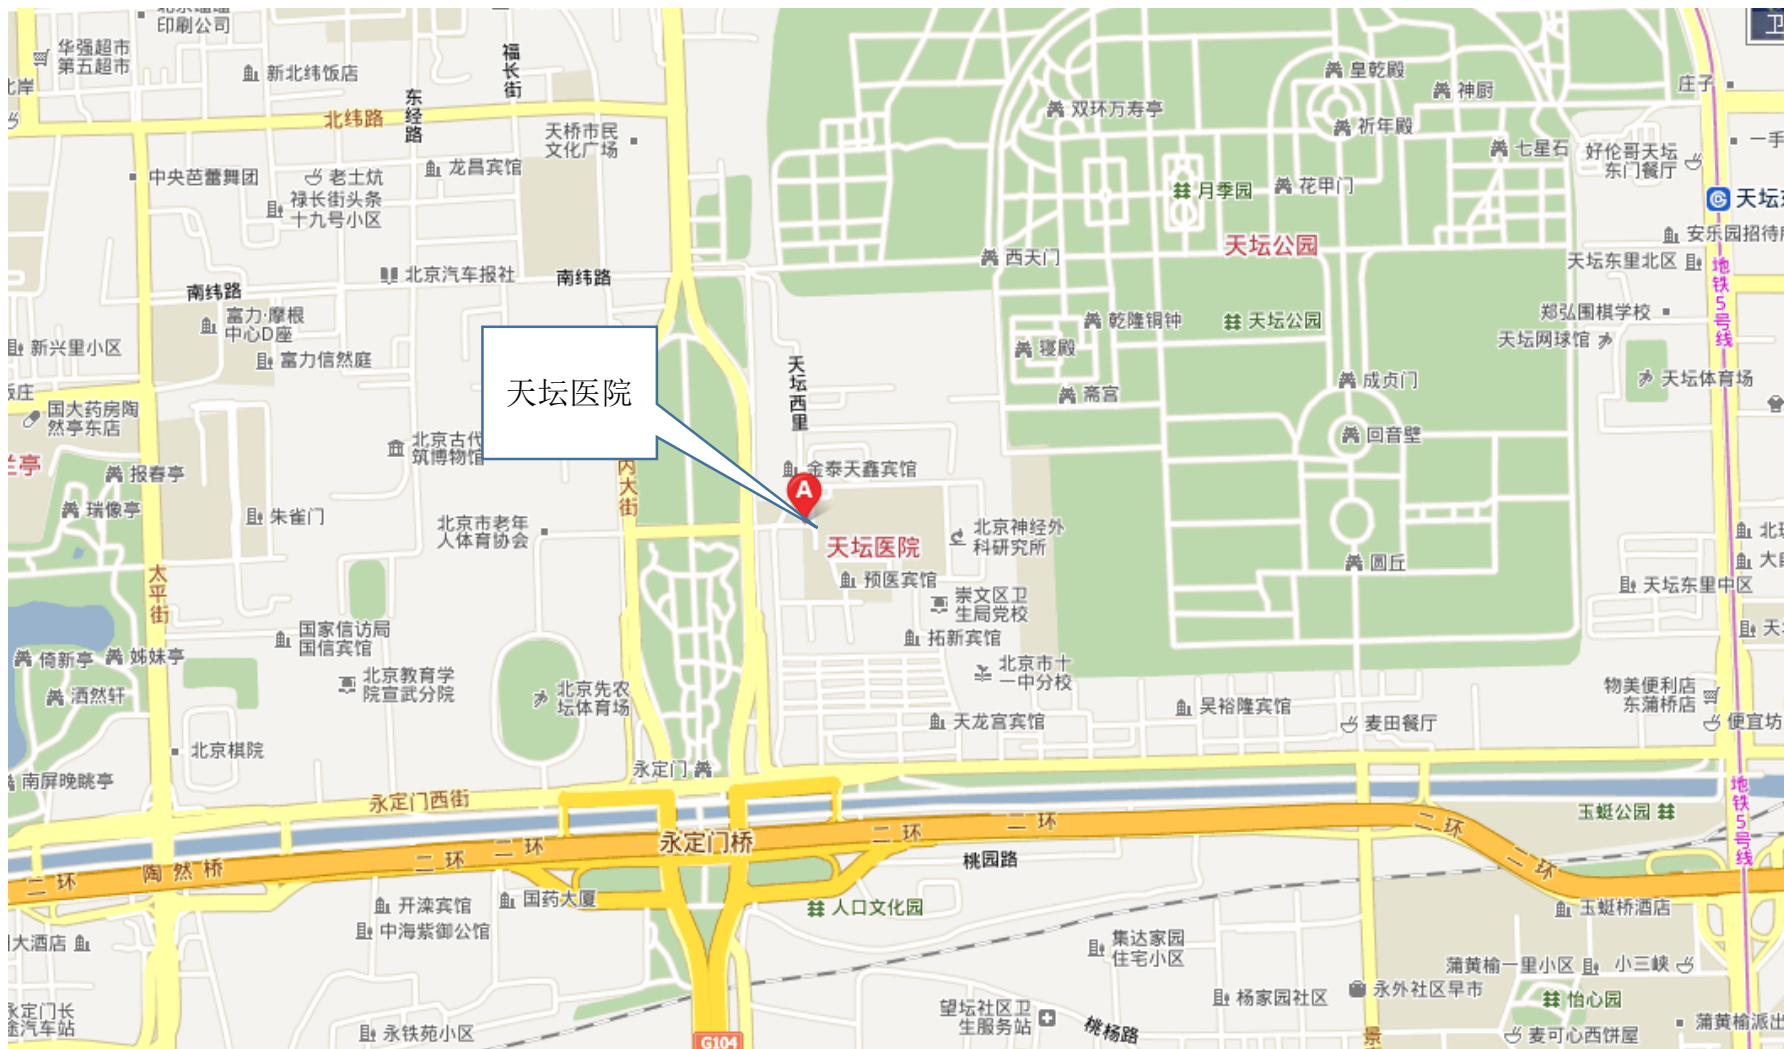 印刷公司
华强超市
第五超市
新北纬饭店
福长街
东经路
北纬路
天桥市民
文化广场
龙昌宾馆
中央芭蕾舞团
老土炕
禄长街头条
十九号小区
北京汽车报社
南纬路
南纬路
富力·摩根
中心D座
新兴里小区
富力信然庭
国大药房陶
然亭东店
北京古代
筑博物馆
天坛医院
天坛西里
双环万寿亭
皇乾殿
神厨
祈年殿
七星石
庄子
一手
好伦哥天坛
东门餐厅
月季园
花甲门
西天门
天坛公园
天坛东
安乐园招待所
天坛东里北区
地铁5号线
乾隆铜钟
天坛公园
郑弘围棋学校
天坛网球馆
寝殿
斋宫
成贞门
天坛体育场
回音壁
金泰天鑫宾馆
A
报春亭
瑞像亭
朱雀门
内大街
北京市老年
人体育协会
天坛医院
北京神经外
科研究所
预医宾馆
崇文区卫
生局党校
圆丘
天坛东里中区
太平街
国家信访局
国信宾馆
拓新宾馆
倚新亭
姊妹亭
洒然轩
北京教育学
院宣武分院
北京先农
坛体育场
北京市十
一中分校
天龙宫宾馆
吴裕隆宾馆
麦田餐厅
物美便利店
东蒲桥店
便宜坊
北京棋院
南屏晚眺亭
永定门
永定门西街
永定门桥
二环
二环
二环
二环
二环
二环
二环
陶然桥
桃园路
玉蜓公园
地铁5号线
开滦宾馆
国药大厦
中海紫御公馆
人口文化园
玉蜓桥酒店
大酒店
集达家园
住宅小区
蒲黄榆一里小区
小三峡
永定门长
途汽车站
永铁苑小区
G104
望坛社区卫
生服务站
桃杨路
杨家园社区
永外社区早市
怡心园
麦可心西饼屋
蒲黄榆派出
景